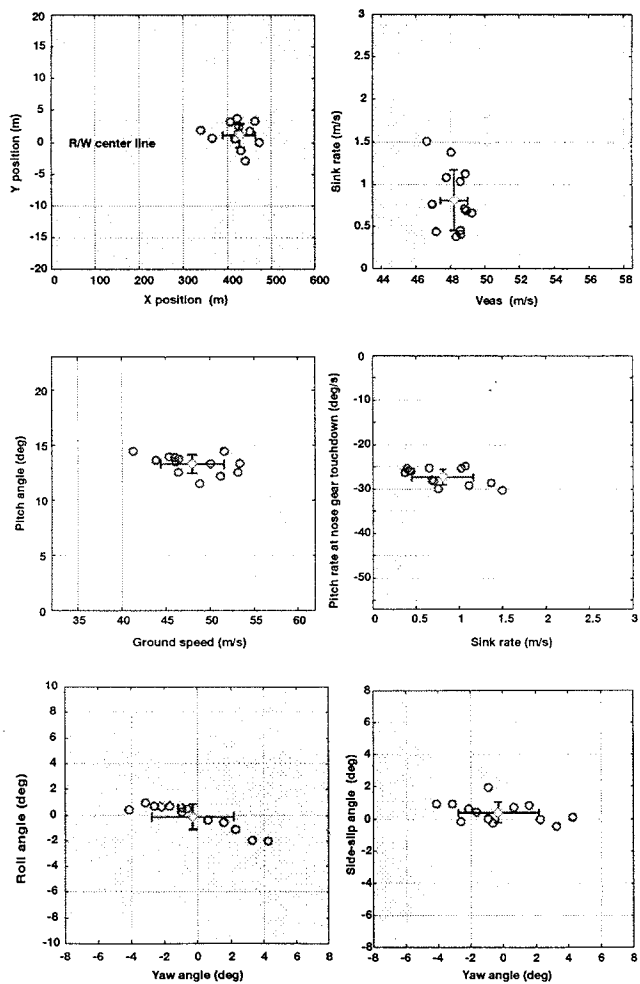 20
15
10
5
0
-5
-10
-15
-20
Y position (m)
R/W center line
0 100 200 300 400 500 600
X position (m)
3
2.5
2
1.5
1
0.5
0
Sink rate (m/s)
44 46 48 50 52 54 56 58
Veas (m/s)
20
15
10
5
0
Pitch angle (deg)
35 40 45 50 55 60
Ground speed (m/s)
0
-10
-20
-30
-40
-50
Pitch rate at nose gear touchdown (deg/s)
0 0.5 1 1.5 2 2.5 3
Sink rate (m/s)
10
8
6
4
2
0
-2
-4
-6
-8
-10
Roll angle (deg)
-8 -6 -4 -2 0 2 4 6 8
Yaw angle (deg)
8
6
4
2
0
-2
-4
-6
-8
Side-slip angle (deg)
-8 -6 -4 -2 0 2 4 6 8
Yaw angle (deg)